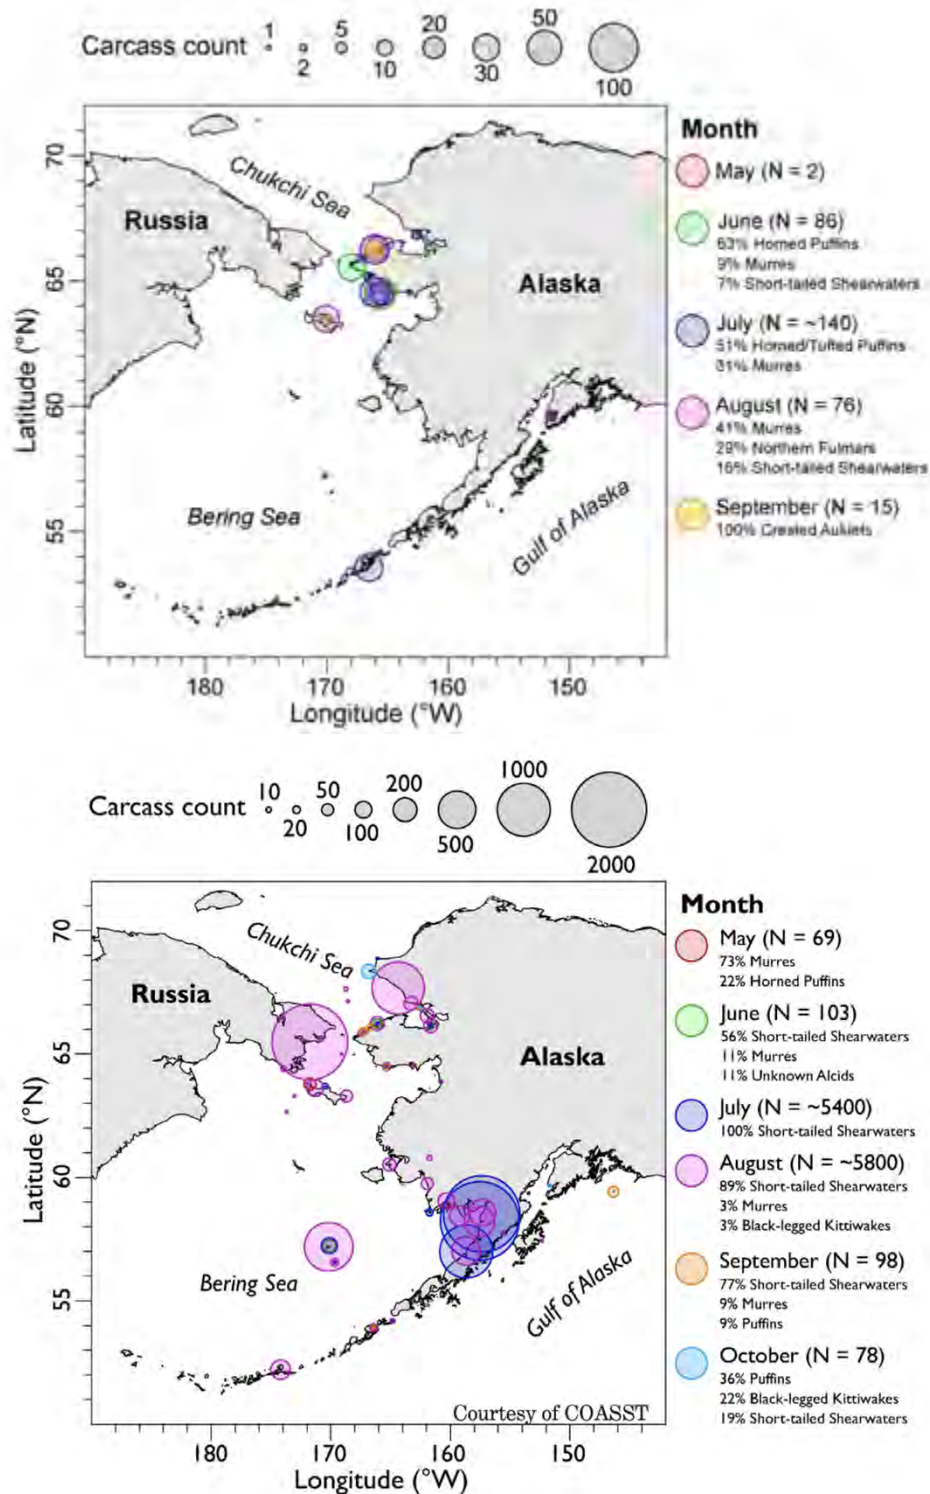 Carcass count
1
2
5
10
20
30
50
100
70
65
60
55
Latitude (°N)
180
170
160
150
Longitude (°W)
Chukchi Sea
Russia
Alaska
Bering Sea
Gulf of Alaska
Month
May (N = 2)
June (N = 86)
63% Horned Puffins
9% Murres
7% Short-tailed Shearwaters
July (N = ~140)
51% Horned/Tufted Puffins
31% Murres
August (N = 76)
41% Murres
29% Northern Fulmars
16% Short-tailed Shearwaters
September (N = 15)
100% Crested Auklets
Carcass count
10
20
50
100
200
500
1000
2000
70
65
60
55
Latitude (°N)
180
170
160
150
Longitude (°W)
Chukchi Sea
Russia
Alaska
Bering Sea
Gulf of Alaska
Courtesy of COASST
Month
May (N = 69)
73% Murres
22% Horned Puffins
June (N = 103)
56% Short-tailed Shearwaters
11% Murres
11% Unknown Alcids
July (N = ~5400)
100% Short-tailed Shearwaters
August (N = ~5800)
89% Short-tailed Shearwaters
3% Murres
3% Black-legged Kittiwakes
September (N = 98)
77% Short-tailed Shearwaters
9% Murres
9% Puffins
October (N = 78)
36% Puffins
22% Black-legged Kittiwakes
19% Short-tailed Shearwaters